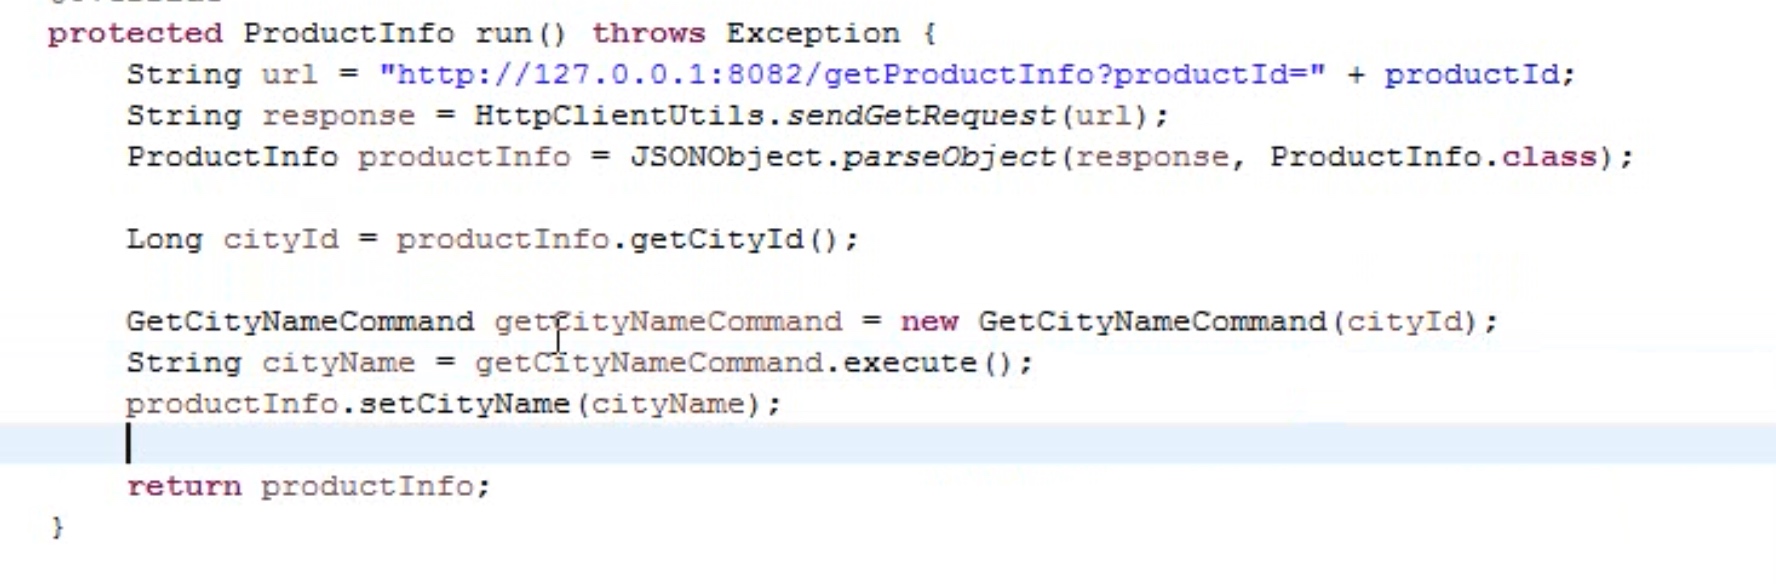 protected ProductInfo run() throws Exception {
String url = "http://127.0.0.1:8082/getProductInfo?productId=" + productId;
String response = HttpClientUtils.sendGetRequest(url);
ProductInfo productInfo = JSONObject.parseObject(response, ProductInfo.class);
Long cityId = productInfo.getCityId();
GetCityNameCommand getCityNameCommand = new GetCityNameCommand(cityId);
String cityName = getCityNameCommand.execute();
productInfo.setCityName(cityName);
return productInfo;
}